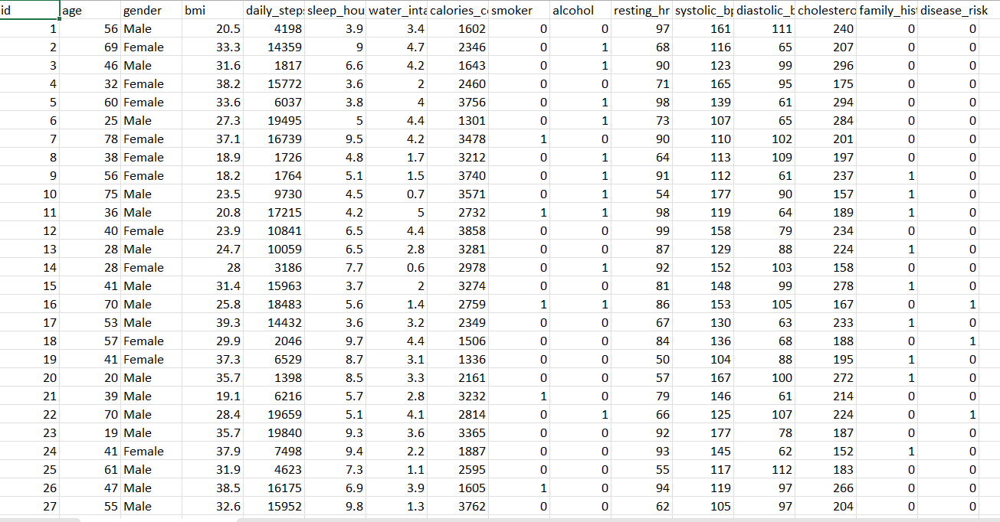 id age gender bmi daily_steps sleep_hou water_inta calories_co smoker alcohol resting_hr systolic_bp diastolic_b cholestero family_hist disease_risk
1 56 Male 20.5 4198 3.9 3.4 1602 0 0 97 161 111 240 0 0
2 69 Female 33.3 14359 9 4.7 2346 0 1 68 116 65 207 0 0
3 46 Male 31.6 1817 6.6 4.2 1643 0 1 90 123 99 296 0 0
4 32 Female 38.2 15772 3.6 2 2460 0 0 71 165 95 175 0 0
5 60 Female 33.6 6037 3.8 4 3756 0 1 98 139 61 294 0 0
6 25 Male 27.3 19495 5 4.4 1301 0 1 73 107 65 284 0 0
7 78 Female 37.1 16739 9.5 4.2 3478 1 0 90 110 102 201 0 0
8 38 Female 18.9 1726 4.8 1.7 3212 0 1 64 113 109 197 0 0
9 56 Female 18.2 1764 5.1 1.5 3740 0 1 91 112 61 237 1 0
10 75 Male 23.5 9730 4.5 0.7 3571 0 1 54 177 90 157 1 0
11 36 Male 20.8 17215 4.2 5 2732 1 1 98 119 64 189 1 0
12 40 Female 23.9 10841 6.5 4.4 3858 0 0 99 158 79 234 0 0
13 28 Male 24.7 10059 6.5 2.8 3281 0 0 87 129 88 224 1 0
14 28 Female 28 3186 7.7 0.6 2978 0 1 92 152 103 158 0 0
15 41 Male 31.4 15963 3.7 2 3274 0 0 81 148 99 278 1 0
16 70 Male 25.8 18483 5.6 1.4 2759 1 1 86 153 105 167 0 1
17 53 Male 39.3 14432 3.6 3.2 2349 0 0 67 130 63 233 1 0
18 57 Female 29.9 2046 9.7 4.4 1506 0 0 84 136 68 188 0 1
19 41 Female 37.3 6529 8.7 3.1 1336 0 0 50 104 88 195 1 0
20 20 Male 35.7 1398 8.5 3.3 2161 0 0 57 167 100 272 1 0
21 39 Male 19.1 6216 5.7 2.8 3232 1 0 79 146 61 214 0 0
22 70 Male 28.4 19659 5.1 4.1 2814 0 1 66 125 107 224 0 1
23 19 Male 35.7 19840 9.3 3.6 3365 0 0 92 177 78 187 0 0
24 41 Female 37.9 7498 9.4 2.2 1887 0 0 93 145 62 152 1 0
25 61 Male 31.9 4623 7.3 1.1 2595 0 0 55 117 112 183 0 0
26 47 Male 38.5 16175 6.9 3.9 1605 1 0 94 119 97 266 0 0
27 55 Male 32.6 15952 9.8 1.3 3762 0 0 62 105 97 204 0 0